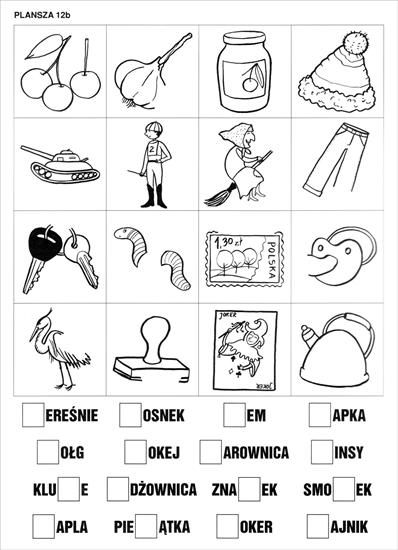 PLANSZA 12b
2
1,30 zł
POLSKA
JOKER
JOKER
EREŚNIE OSNEK EM APKA
OŁG OKEJ AROWNICA INSY
KLU E DŻOWNICA ZNA EK SMO EK
APLA PIE ĄTKA OKER AJNIK